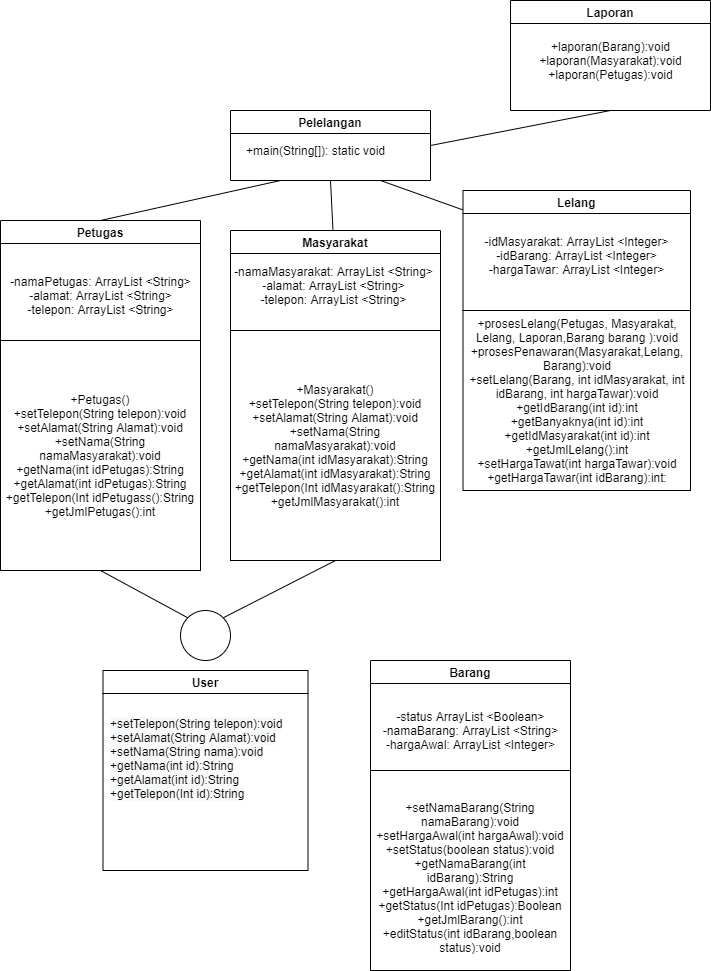 Laporan
+laporan(Barang):void
+laporan(Masyarakat):void
+laporan(Petugas):void
Pelelangan
+main(String[]): static void
Petugas
-namaPetugas: ArrayList <String>
-alamat: ArrayList <String>
-telepon: ArrayList <String>
+Petugas()
+setTelepon(String telepon):void
+setAlamat(String Alamat):void
+setNama(String
namaMasyarakat):void
+getNama(int idPetugas):String
+getAlamat(int idPetugas):String
+getTelepon(Int idPetugass():String
+getJmlPetugas():int
Masyarakat
-namaMasyarakat: ArrayList <String>
-alamat: ArrayList <String>
-telepon: ArrayList <String>
+Masyarakat()
+setTelepon(String telepon):void
+setAlamat(String Alamat):void
+setNama(String
namaMasyarakat):void
+getNama(int idMasyarakat):String
+getAlamat(int idMasyarakat):String
+getTelepon(Int idMasyarakat():String
+getJmlMasyarakat():int
Lelang
-idMasyarakat: ArrayList <Integer>
-idBarang: ArrayList <Integer>
-hargaTawar: ArrayList <Integer>
+prosesLelang(Petugas, Masyarakat,
Lelang, Laporan,Barang barang ):void
+prosesPenawaran(Masyarakat,Lelang,
Barang):void
+setLelang(Barang, int idMasyarakat, int
idBarang, int hargaTawar):void
+getIdBarang(int id):int
+getBanyaknya(int id):int
+getIdMasyarakat(int id):int
+getJmlLelang():int
+setHargaTawat(int hargaTawar):void
+getHargaTawar(int idBarang):int:
User
+setTelepon(String telepon):void
+setAlamat(String Alamat):void
+setNama(String nama):void
+getNama(int id):String
+getAlamat(int id):String
+getTelepon(Int id):String
Barang
-status ArrayList <Boolean>
-namaBarang: ArrayList <String>
-hargaAwal: ArrayList <Integer>
+setNamaBarang(String
namaBarang):void
+setHargaAwal(int hargaAwal):void
+setStatus(boolean status):void
+getNamaBarang(int
idBarang):String
+getHargaAwal(int idPetugas):int
+getStatus(Int idPetugas):Boolean
+getJmlBarang():int
+editStatus(int idBarang,boolean
status):void